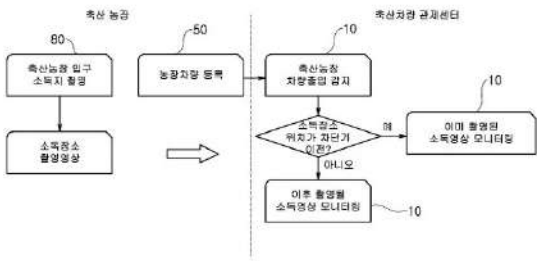 축산 농장
축산차량 관제센터
80
50
10
축산농장 입구
소독지 촬영
농장차량 등록
축산농장
차량출입 감지
10
소독장소
촬영영상
소독장소
위치가 차단기
이전?
예
이미 촬영된
소독영상 모니터링
아니오
이후 촬영될
소독영상 모니터링
10